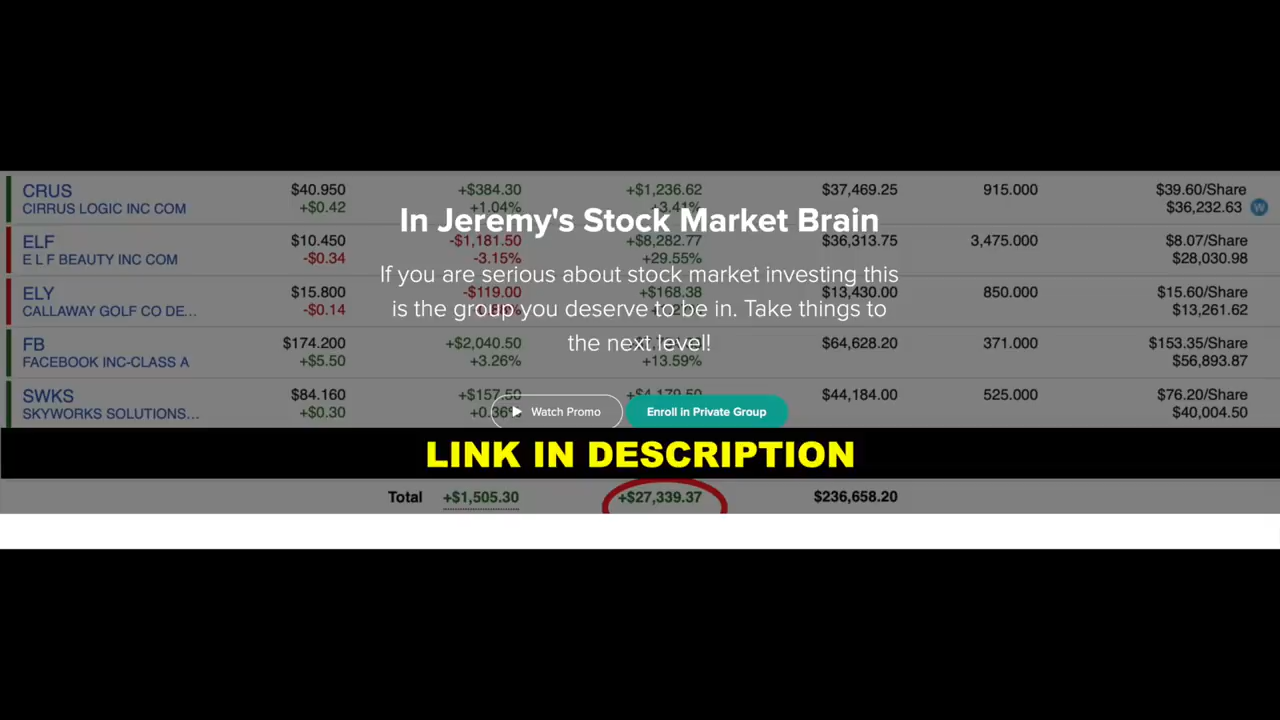 CRUS $40.950 +$384.30 +$1,236.62 $37,469.25 915.000 $39.60/Share
CIRRUS LOGIC INC COM +$0.42 +1.04% +3.41% $36,232.63 W
In Jeremy's Stock Market Brain
ELF $10.450 -$1,181.50 +$8,282.77 $36,313.75 3,475.000 $8.07/Share
E L F BEAUTY INC COM -$0.34 -3.15% +29.55% $28,030.98
If you are serious about stock market investing this
ELY $15.800 -$119.00 +$168.38 $13,430.00 850.000 $15.60/Share
CALLAWAY GOLF CO DE... -$0.14 $13,261.62
is the group you deserve to be in. Take things to
FB $174.200 +$2,040.50 $64,628.20 371.000 $153.35/Share
FACEBOOK INC-CLASS A +$5.50 +3.26% +13.59% $56,893.87
the next level!
SWKS $84.160 +$157.50 +$4,179.50 $44,184.00 525.000 $76.20/Share
SKYWORKS SOLUTIONS... +$0.30 +0.36% $40,004.50
Watch Promo Enroll in Private Group
LINK IN DESCRIPTION
Total +$1,505.30 +$27,339.37 $236,658.20